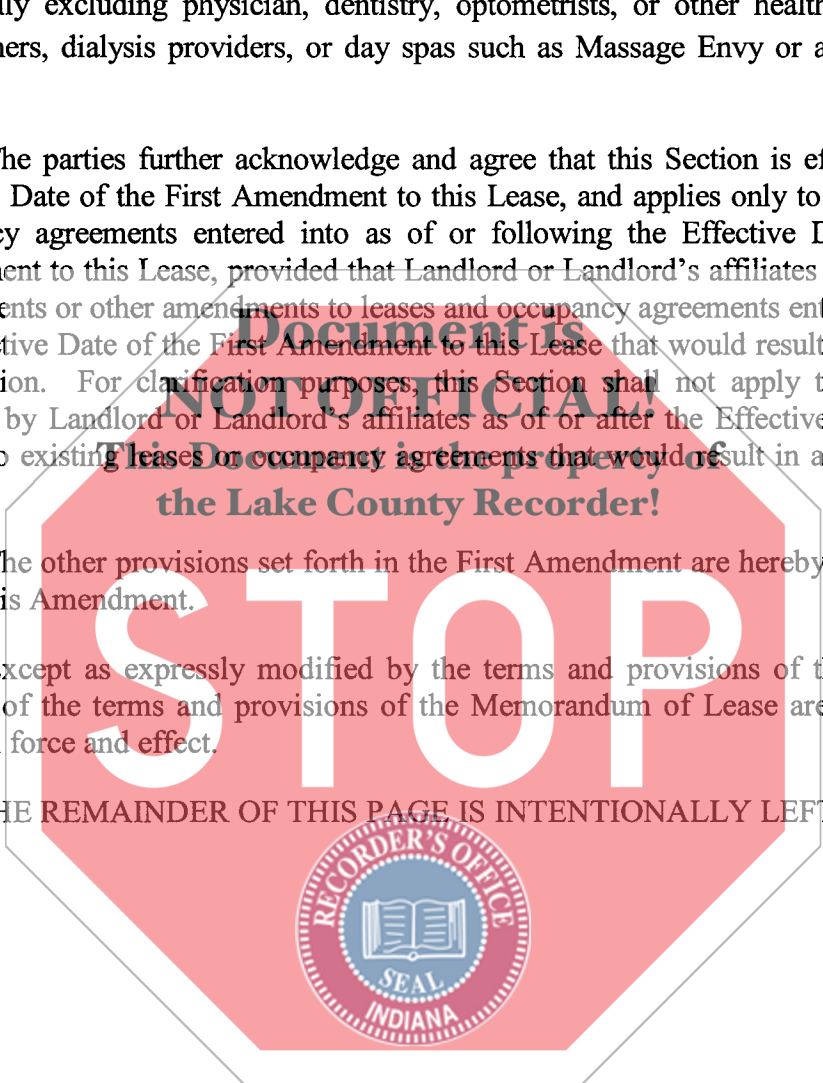 lly excluding physician, dentistry, optometrists, or other health
ners, dialysis providers, or day spas such as Massage Envy or a
The parties further acknowledge and agree that this Section is ef
Date of the First Amendment to this Lease, and applies only to
cy agreements entered into as of or following the Effective D
ment to this Lease, provided that Landlord or Landlord's affiliates
ents or other amendments to leases and occupancy agreements ent
Document is
tive Date of the First Amendment to this Lease that would result
ion. For clarification purposes, this Section shall not apply t
NOT OFFICIAL!
by Landlord or Landlord's affiliates as of or after the Effective
o existing leases or occupancy agreements that would result in a
This Document is the property of
the Lake County Recorder!
The other provisions set forth in the First Amendment are hereby
is Amendment.
STOP
xcept as expressly modified by the terms and provisions of t
of the terms and provisions of the Memorandum of Lease are
force and effect.
HE REMAINDER OF THIS PAGE IS INTENTIONALLY LEFT
RECORDER'S OFFICE
SEAL
INDIANA